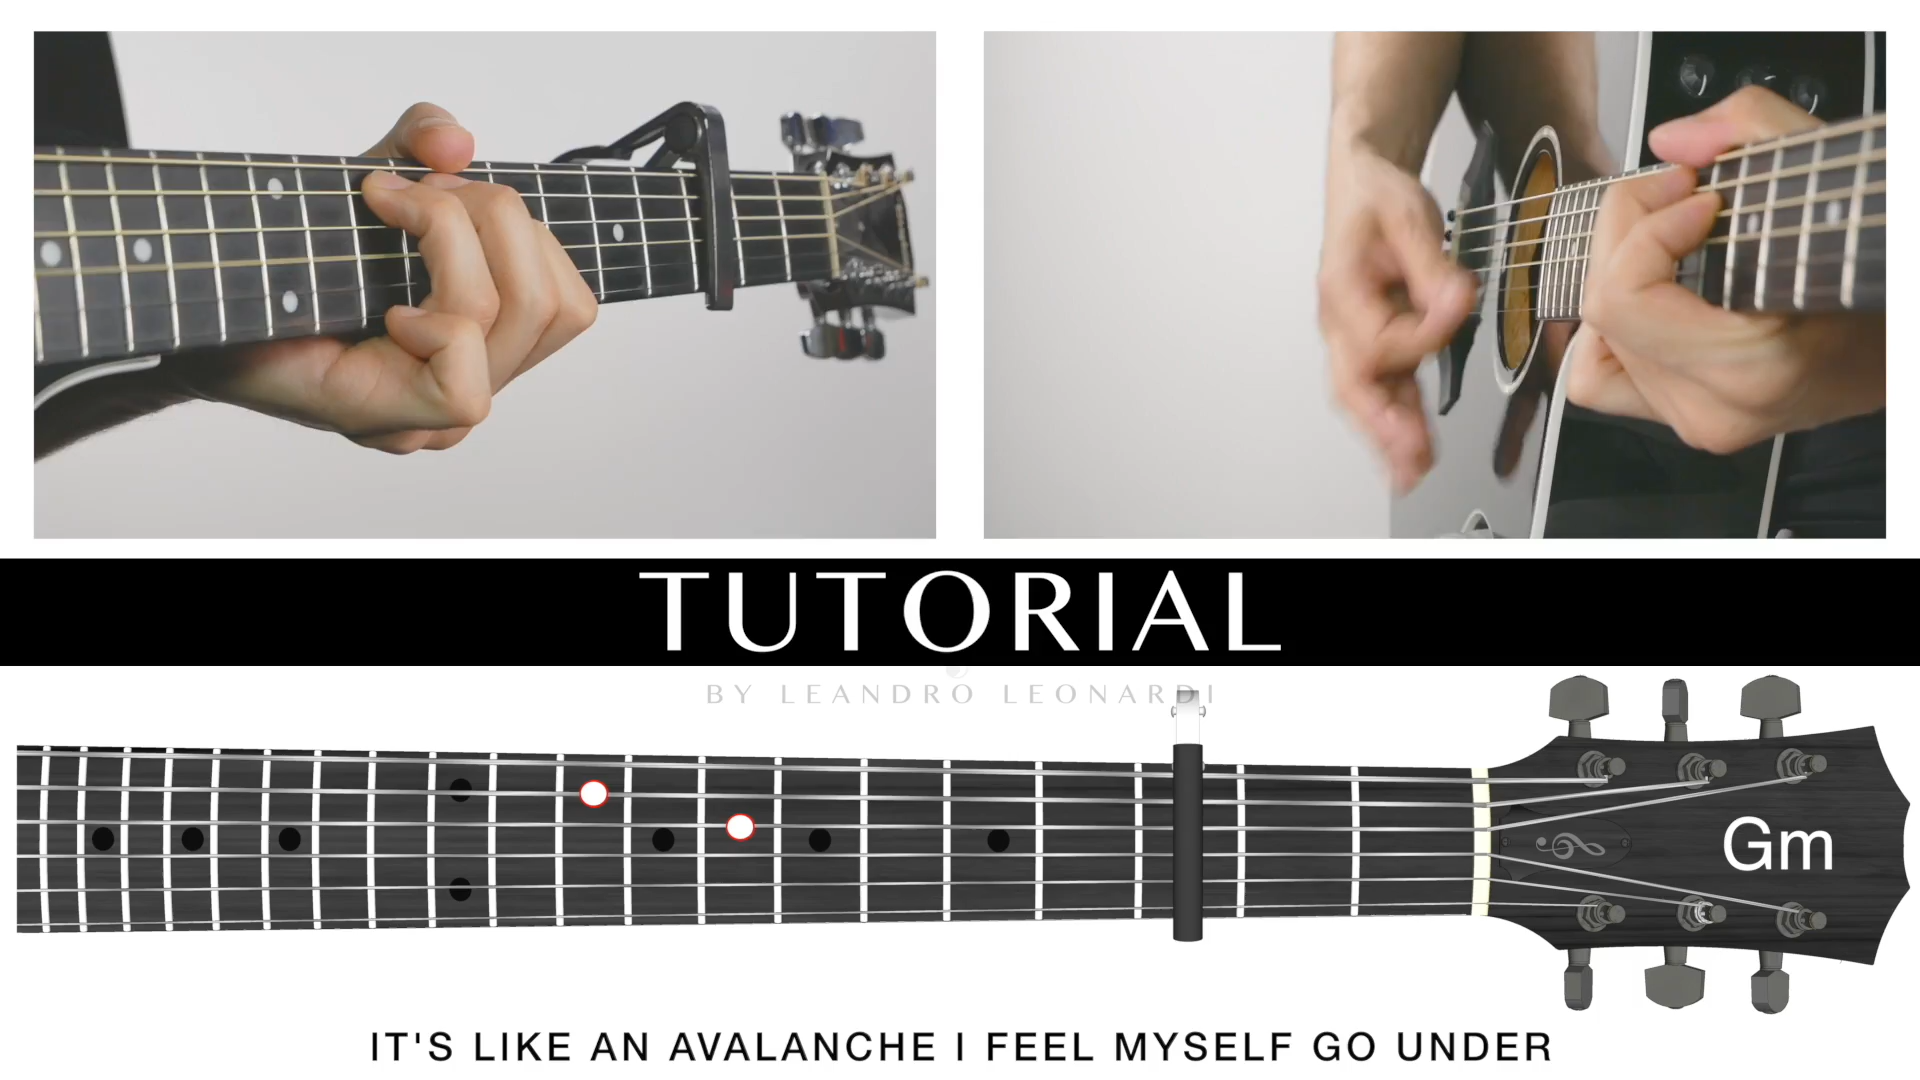 TUTORIAL
BY LEANDRO LEONARDI
Gm
IT'S LIKE AN AVALANCHE I FEEL MYSELF GO UNDER